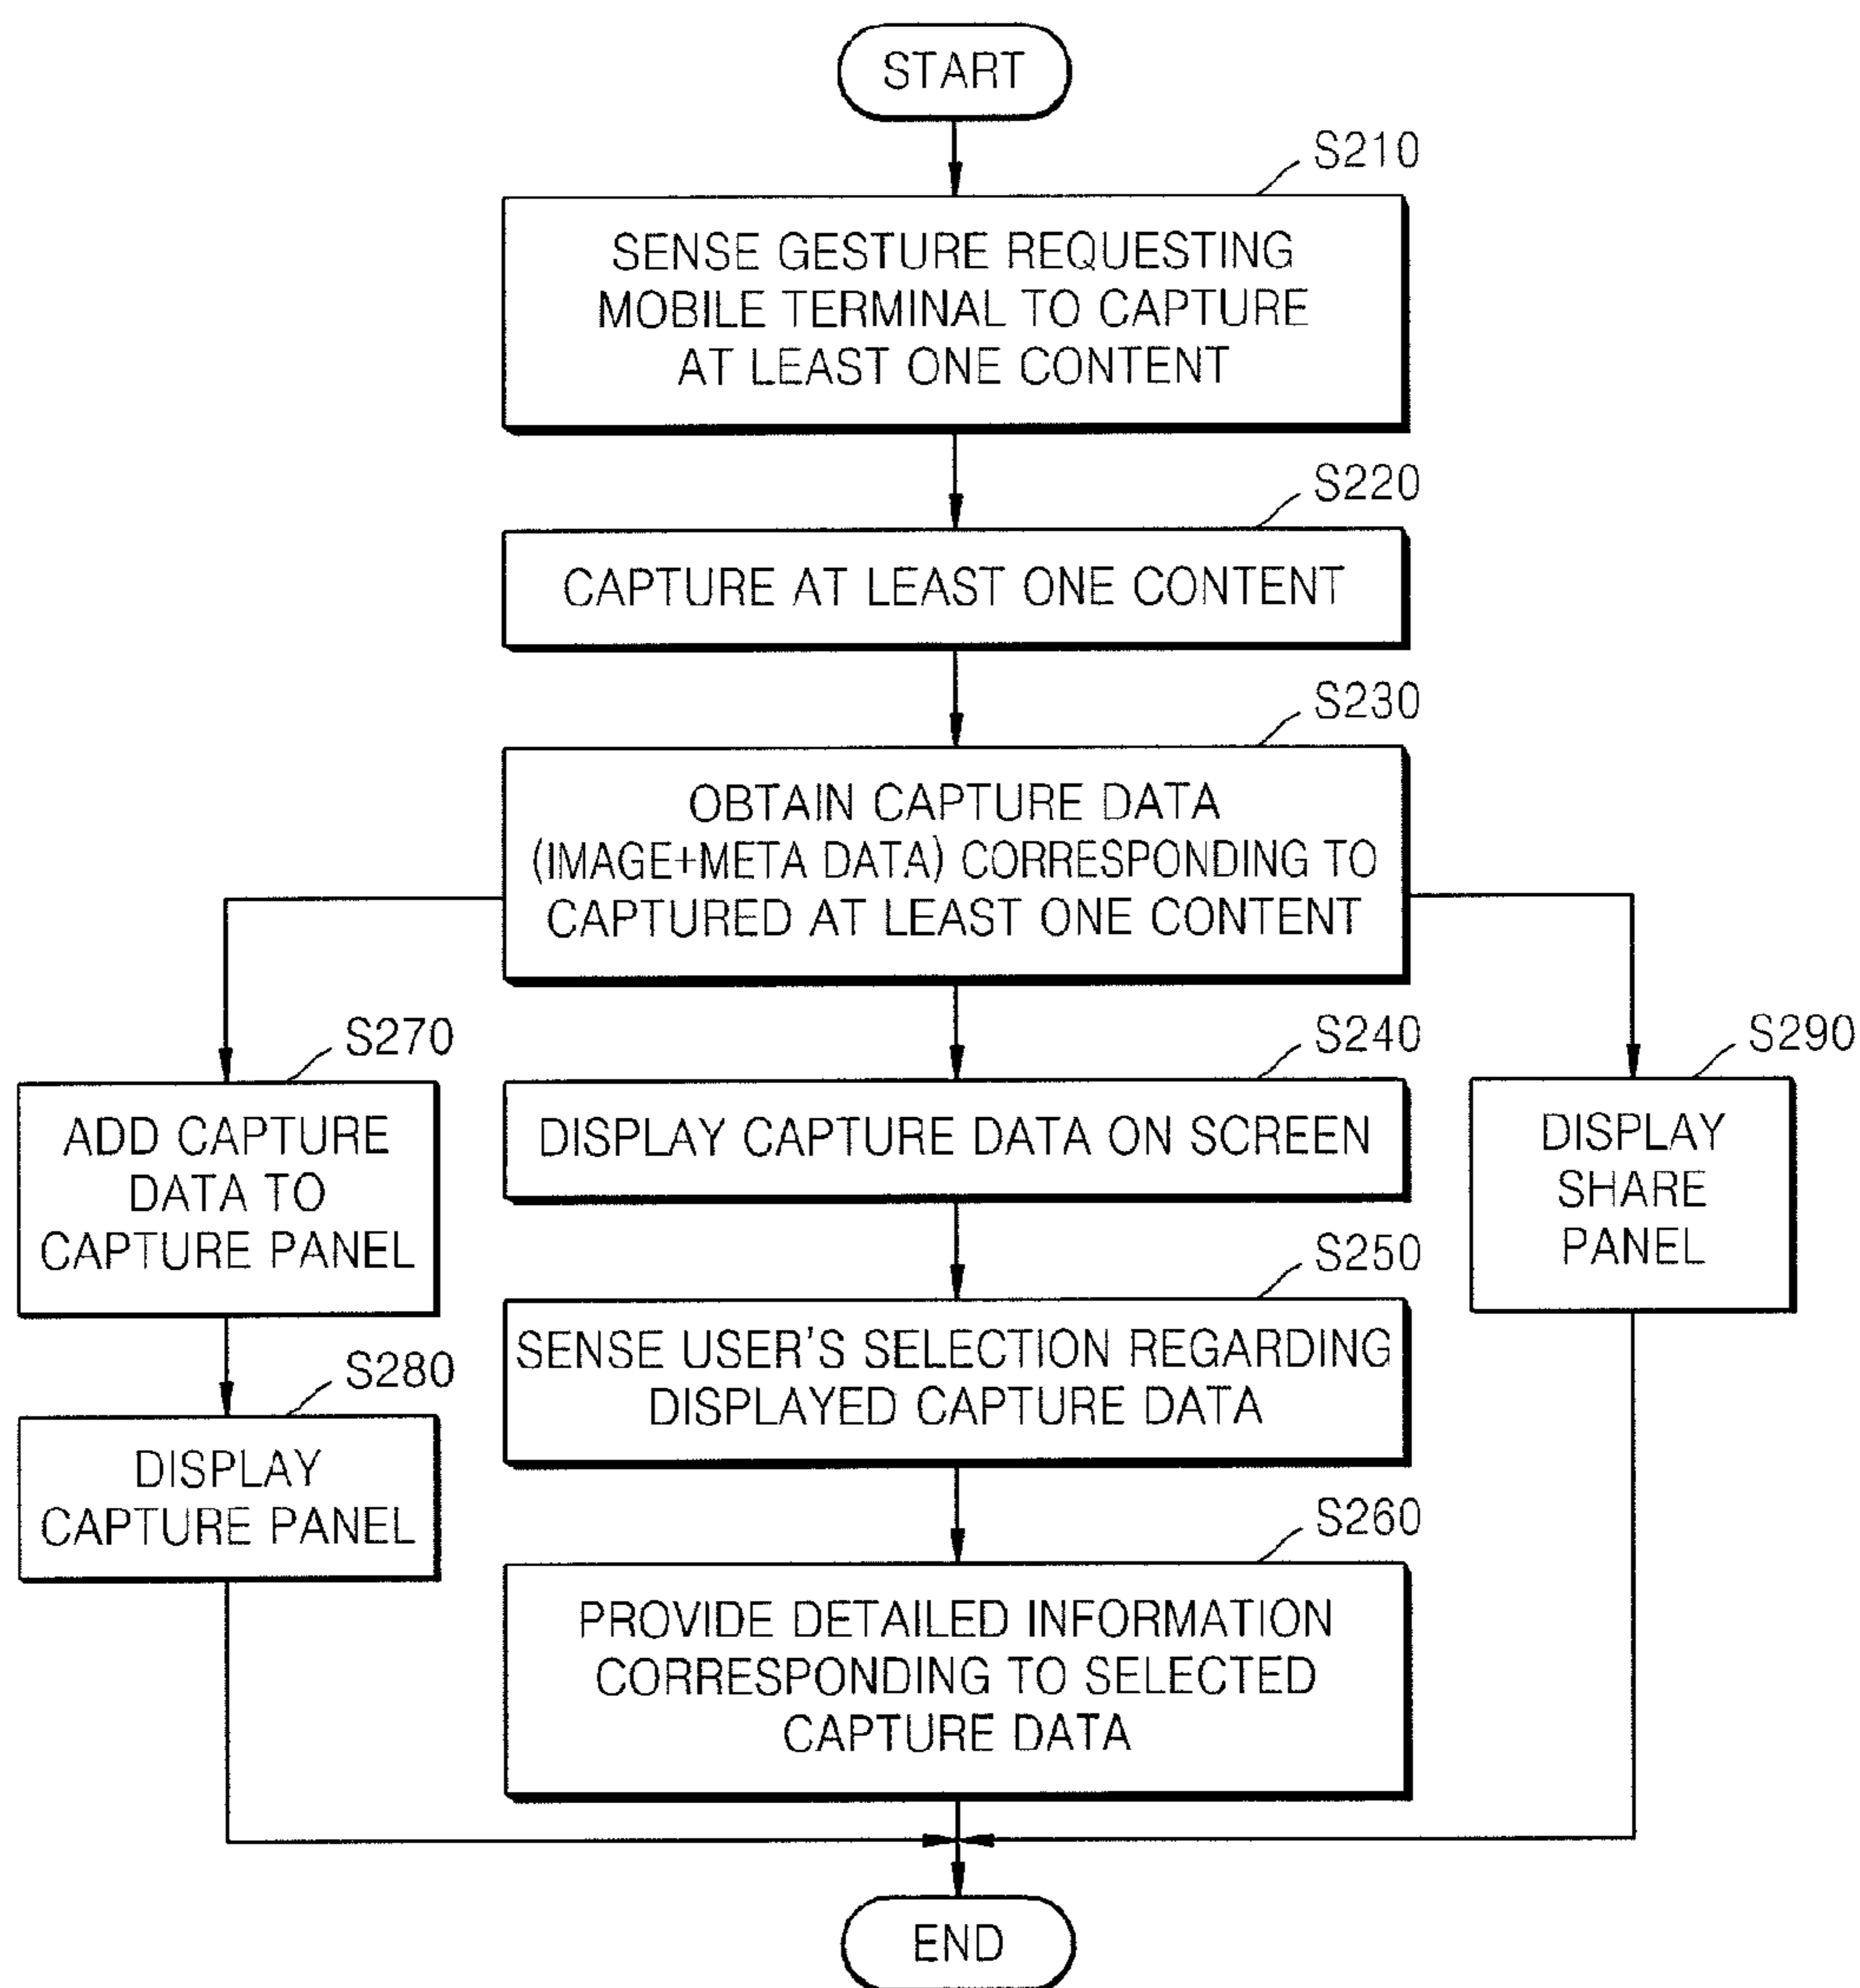 START
S210
SENSE GESTURE REQUESTING
MOBILE TERMINAL TO CAPTURE
AT LEAST ONE CONTENT
S220
CAPTURE AT LEAST ONE CONTENT
S230
OBTAIN CAPTURE DATA
(IMAGE+META DATA) CORRESPONDING TO
CAPTURED AT LEAST ONE CONTENT
S270
ADD CAPTURE
DATA TO
CAPTURE PANEL
S280
DISPLAY
CAPTURE PANEL
S240
DISPLAY CAPTURE DATA ON SCREEN
S250
SENSE USER'S SELECTION REGARDING
DISPLAYED CAPTURE DATA
S260
PROVIDE DETAILED INFORMATION
CORRESPONDING TO SELECTED
CAPTURE DATA
S290
DISPLAY
SHARE
PANEL
END